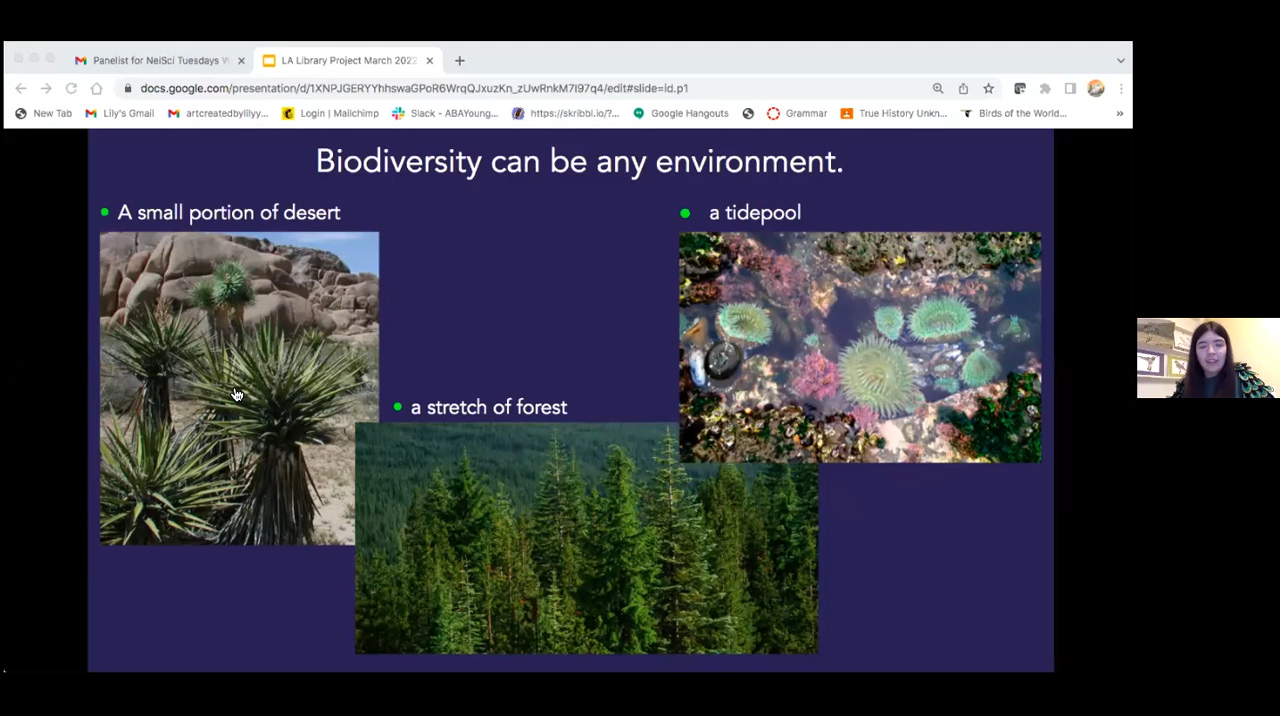 Panelist for NeiSci Tuesdays W
LA Library Project March 2022
docs.google.com/presentation/d/1XNPJGERYYhhswaGPoR6WrqQJxuzKn_zUwRnkM7I97q4/edit#slide=id.p1
New Tab
Lily's Gmail
artcreatedbylilyy...
Login | Mailchimp
Slack - ABAYoung...
https://skribbl.io/?...
Google Hangouts
Grammar
True History Unkn...
Birds of the World...
»
Biodiversity can be any environment.
• A small portion of desert
• a tidepool
• a stretch of forest